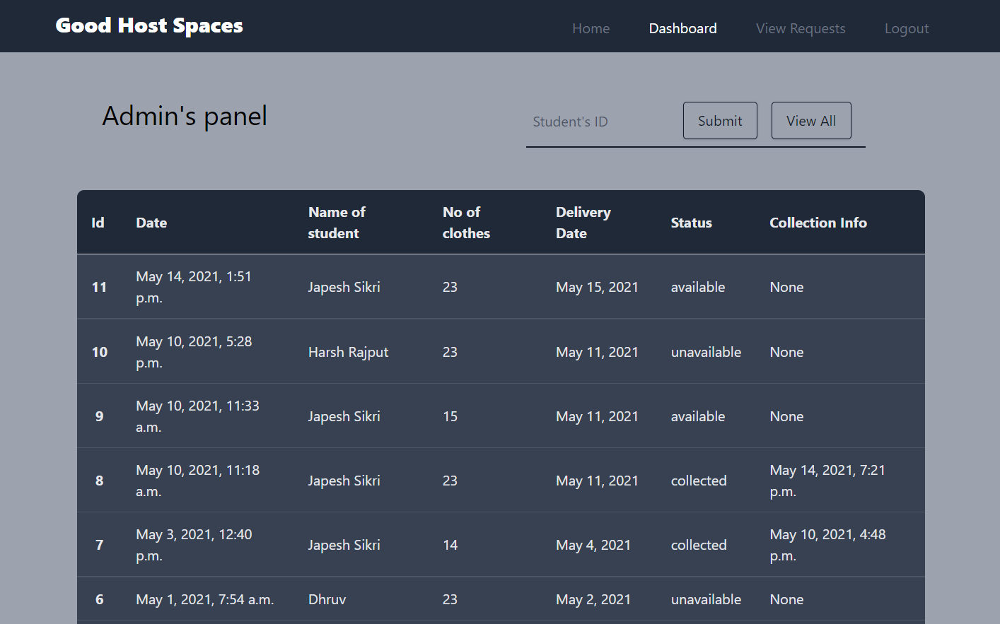 Good Host Spaces
Home Dashboard View Requests Logout
Admin's panel
Student's ID Submit View All
Id Date Name of student No of clothes Delivery Date Status Collection Info
11 May 14, 2021, 1:51 p.m. Japesh Sikri 23 May 15, 2021 available None
10 May 10, 2021, 5:28 p.m. Harsh Rajput 23 May 11, 2021 unavailable None
9 May 10, 2021, 11:33 a.m. Japesh Sikri 15 May 11, 2021 available None
8 May 10, 2021, 11:18 a.m. Japesh Sikri 23 May 11, 2021 collected May 14, 2021, 7:21 p.m.
7 May 3, 2021, 12:40 p.m. Japesh Sikri 14 May 4, 2021 collected May 10, 2021, 4:48 p.m.
6 May 1, 2021, 7:54 a.m. Dhruv 23 May 2, 2021 unavailable None